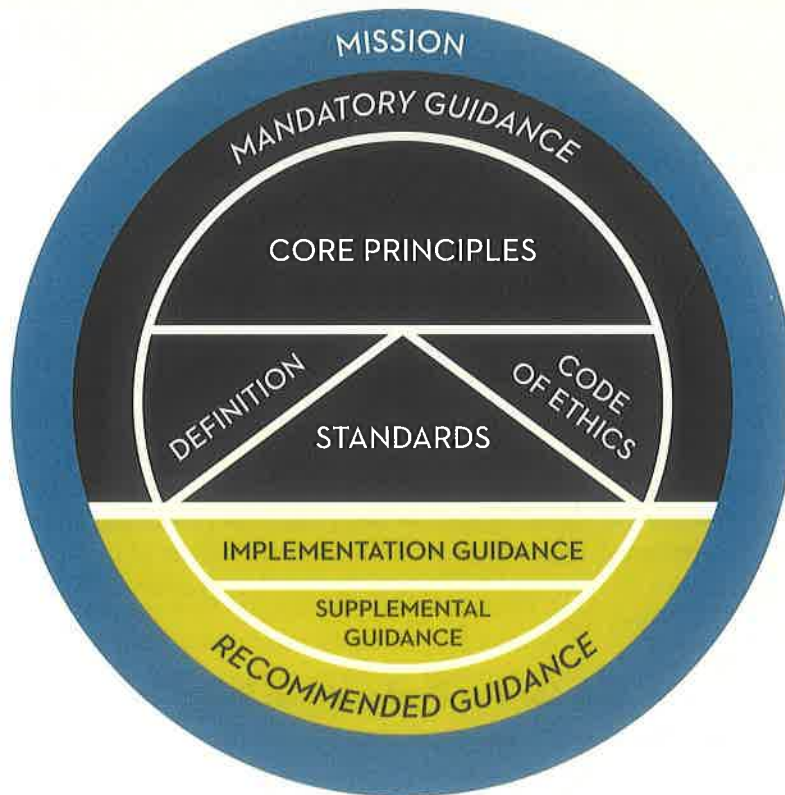 MISSION
MANDATORY GUIDANCE
CORE PRINCIPLES
DEFINITION
CODE
OF ETHICS
STANDARDS
IMPLEMENTATION GUIDANCE
SUPPLEMENTAL
GUIDANCE
RECOMMENDED GUIDANCE